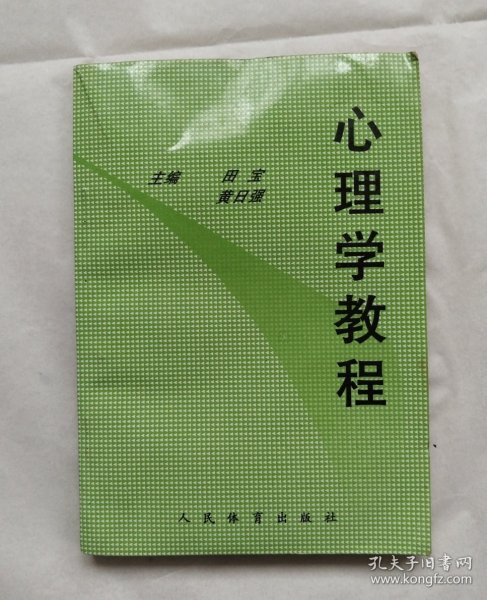 心理学教程
主编 田宝
黄日强
人民体育出版社
孔夫子旧书网
www.kongfz.com